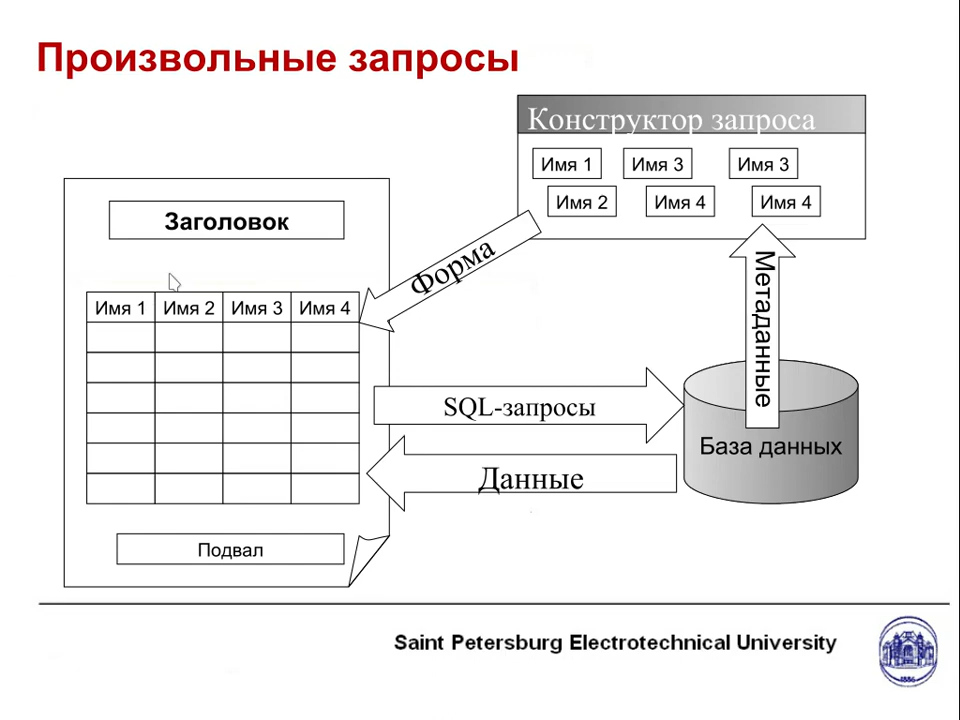 Произвольные запросы
Конструктор запроса
Имя 1 Имя 3 Имя 3
Имя 2 Имя 4 Имя 4
Заголовок
Форма
Метаданные
Имя 1 Имя 2 Имя 3 Имя 4
SQL-запросы
База данных
Данные
Подвал
Saint Petersburg Electrotechnical University
1886